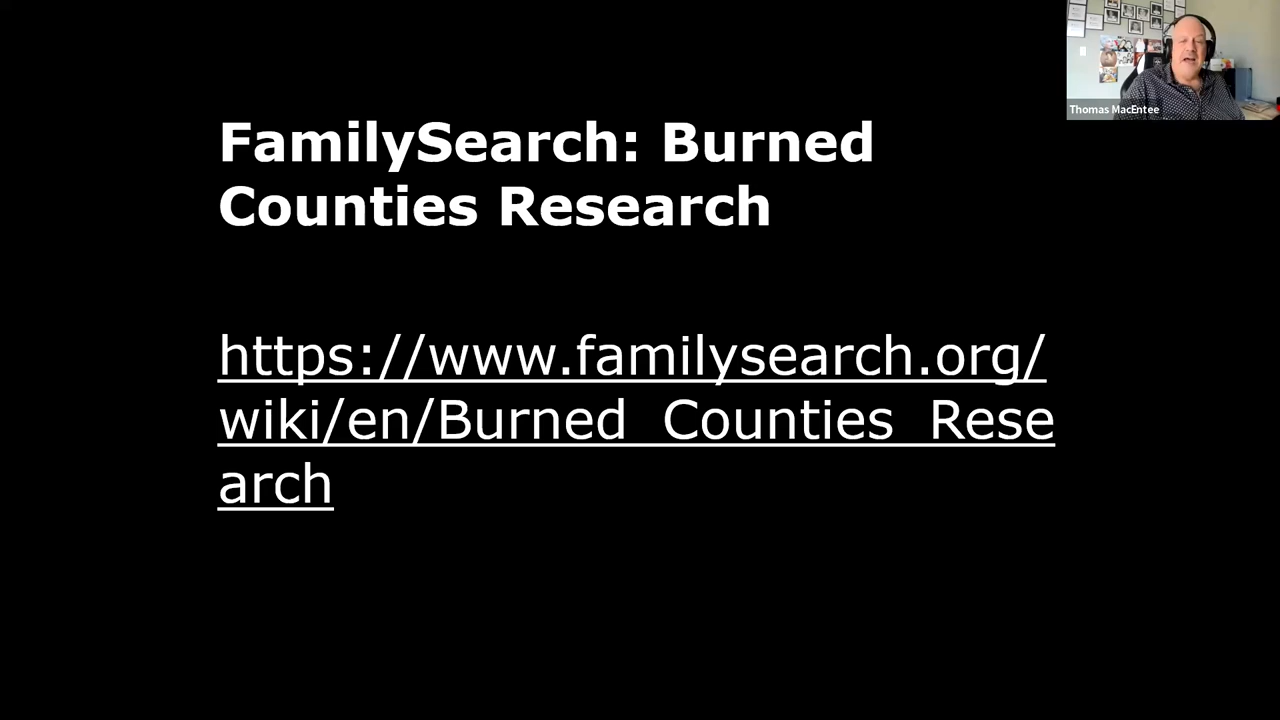 FamilySearch: Burned
Counties Research
https://www.familysearch.org/
wiki/en/Burned_Counties_Rese
arch
Thomas MacEntee